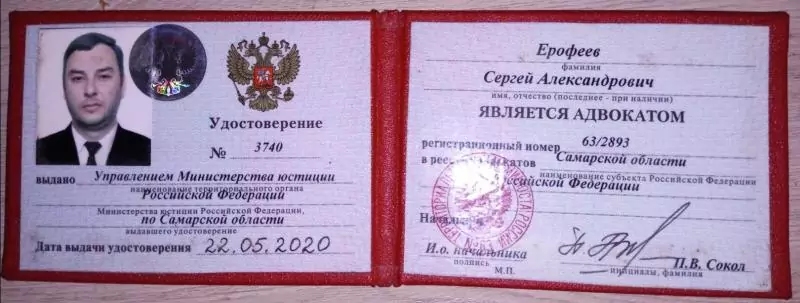 Удостоверение
№ 3740
выдано Управлением Министерства юстиции
наименование территориального органа
Российской Федерации
Министерства юстиции Российской Федерации,
по Самарской области
выдавшего удостоверение
Дата выдачи удостоверения 22.05.2020
Ерофеев
фамилия
Сергей Александрович
имя, отчество (последнее - при наличии)
ЯВЛЯЕТСЯ АДВОКАТОМ
регистрационный номер 63/2893
в Самарской области
наименование субъекта Российской Федерации
Российской Федерации
И.о. начальника П.В. Сокол
подпись инициалы, фамилия
М.П.